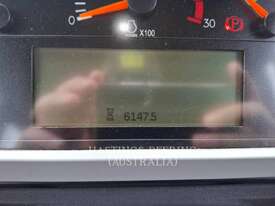 0 X100 30 P
61475
HASTINGS DEERING
(AUSTRALIA)